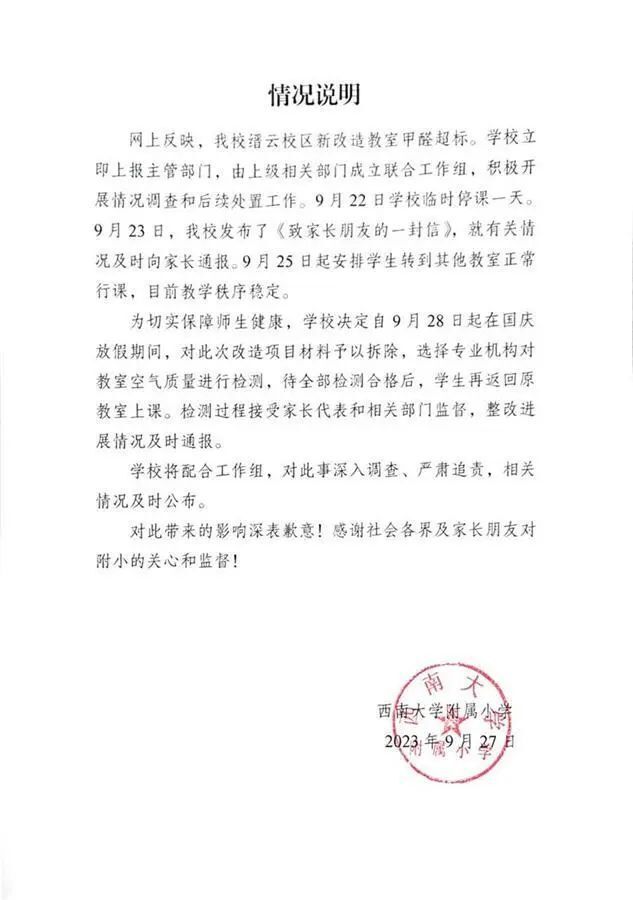 情况说明
网上反映，我校缙云校区新改造教室甲醛超标。学校立
即上报主管部门，由上级相关部门成立联合工作组，积极开
展情况调查和后续处置工作。9月22日学校临时停课一天。
9月23日，我校发布了《致家长朋友的一封信》，就有关情
况及时向家长通报。9月25日起安排学生转到其他教室正常
行课，目前教学秩序稳定。
为切实保障师生健康，学校决定自9月28日起在国庆
放假期间，对此次改造项目材料予以拆除，选择专业机构对
教室空气质量进行检测，待全部检测合格后，学生再返回原
教室上课。检测过程接受家长代表和相关部门监督，整改进
展情况及时通报。
学校将配合工作组，对此事深入调查、严肃追责，相关
情况及时公布。
对此带来的影响深表歉意！感谢社会各界及家长朋友对
附小的关心和监督！
西南大学附属小学
2023年9月27日
西南大学
附属小学